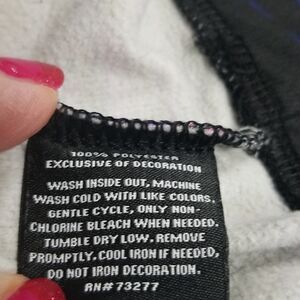 100% POLYESTER
EXCLUSIVE OF DECORATION
WASH INSIDE OUT, MACHINE
WASH COLD WITH LIKE COLORS,
GENTLE CYCLE, ONLY NON
CHLORINE BLEACH WHEN NEEDED.
TUMBLE DRY LOW. REMOVE
PROMPTLY. COOL IRON IF NEEDED,
DO NOT IRON DECORATION.
RN# 73277